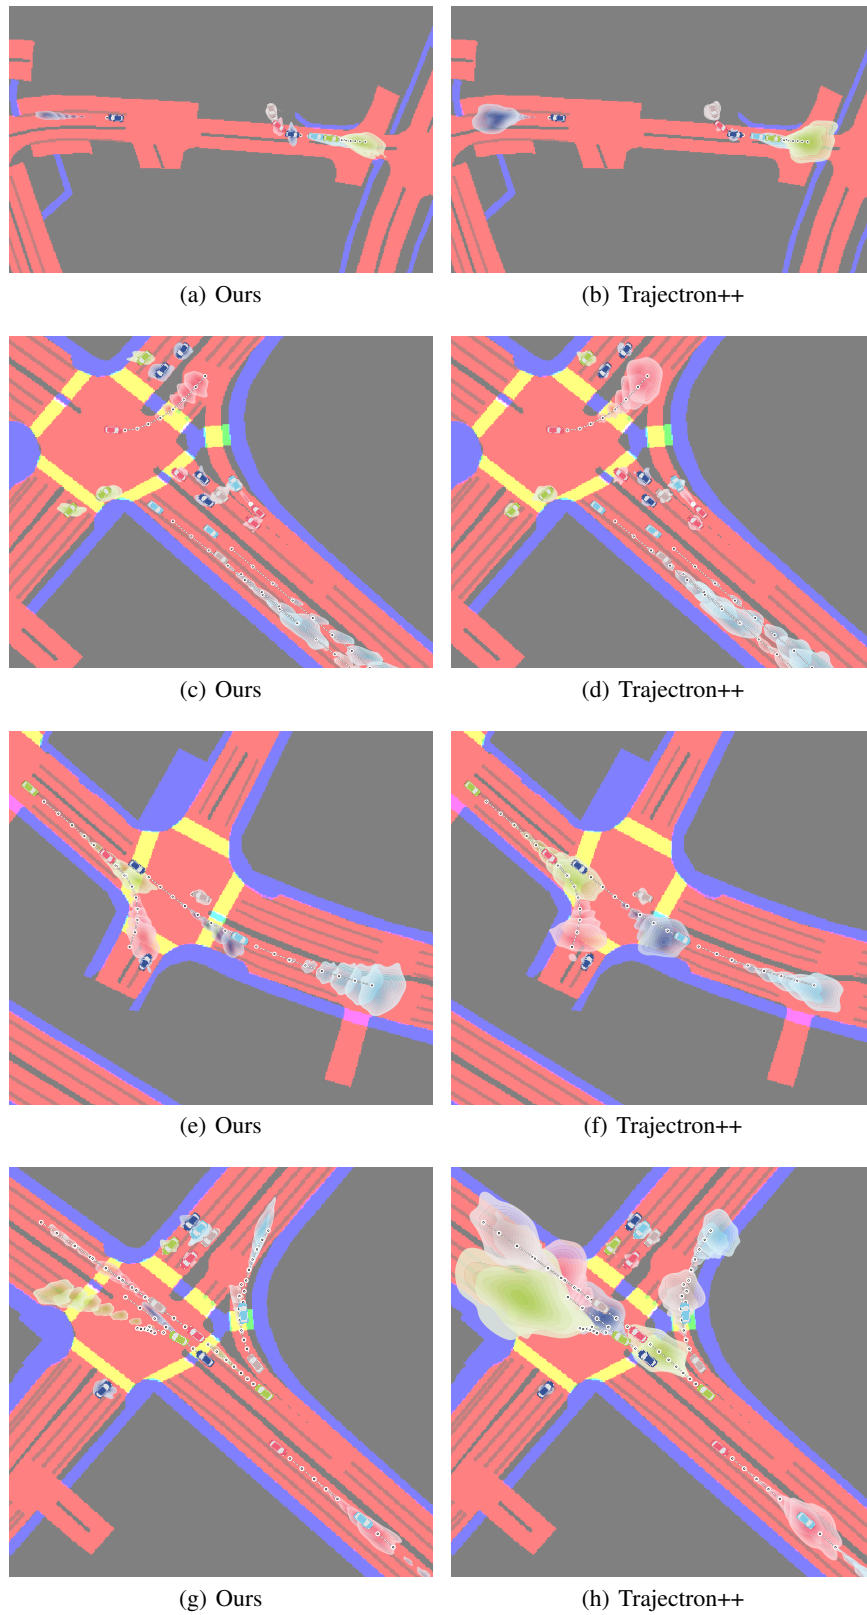 (a) Ours
(b) Trajectron++
(c) Ours
(d) Trajectron++
(e) Ours
(f) Trajectron++
(g) Ours
(h) Trajectron++